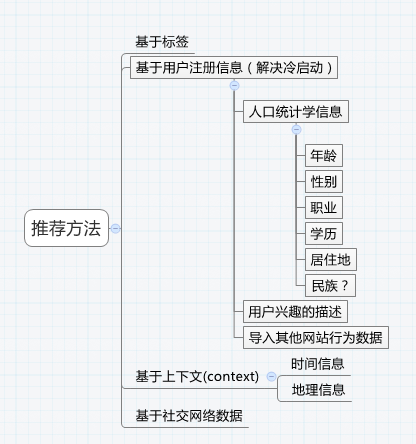 推荐方法
基于标签
基于用户注册信息（解决冷启动）
人口统计学信息
年龄
性别
职业
学历
居住地
民族？
用户兴趣的描述
导入其他网站行为数据
基于上下文(context)
时间信息
地理信息
基于社交网络数据